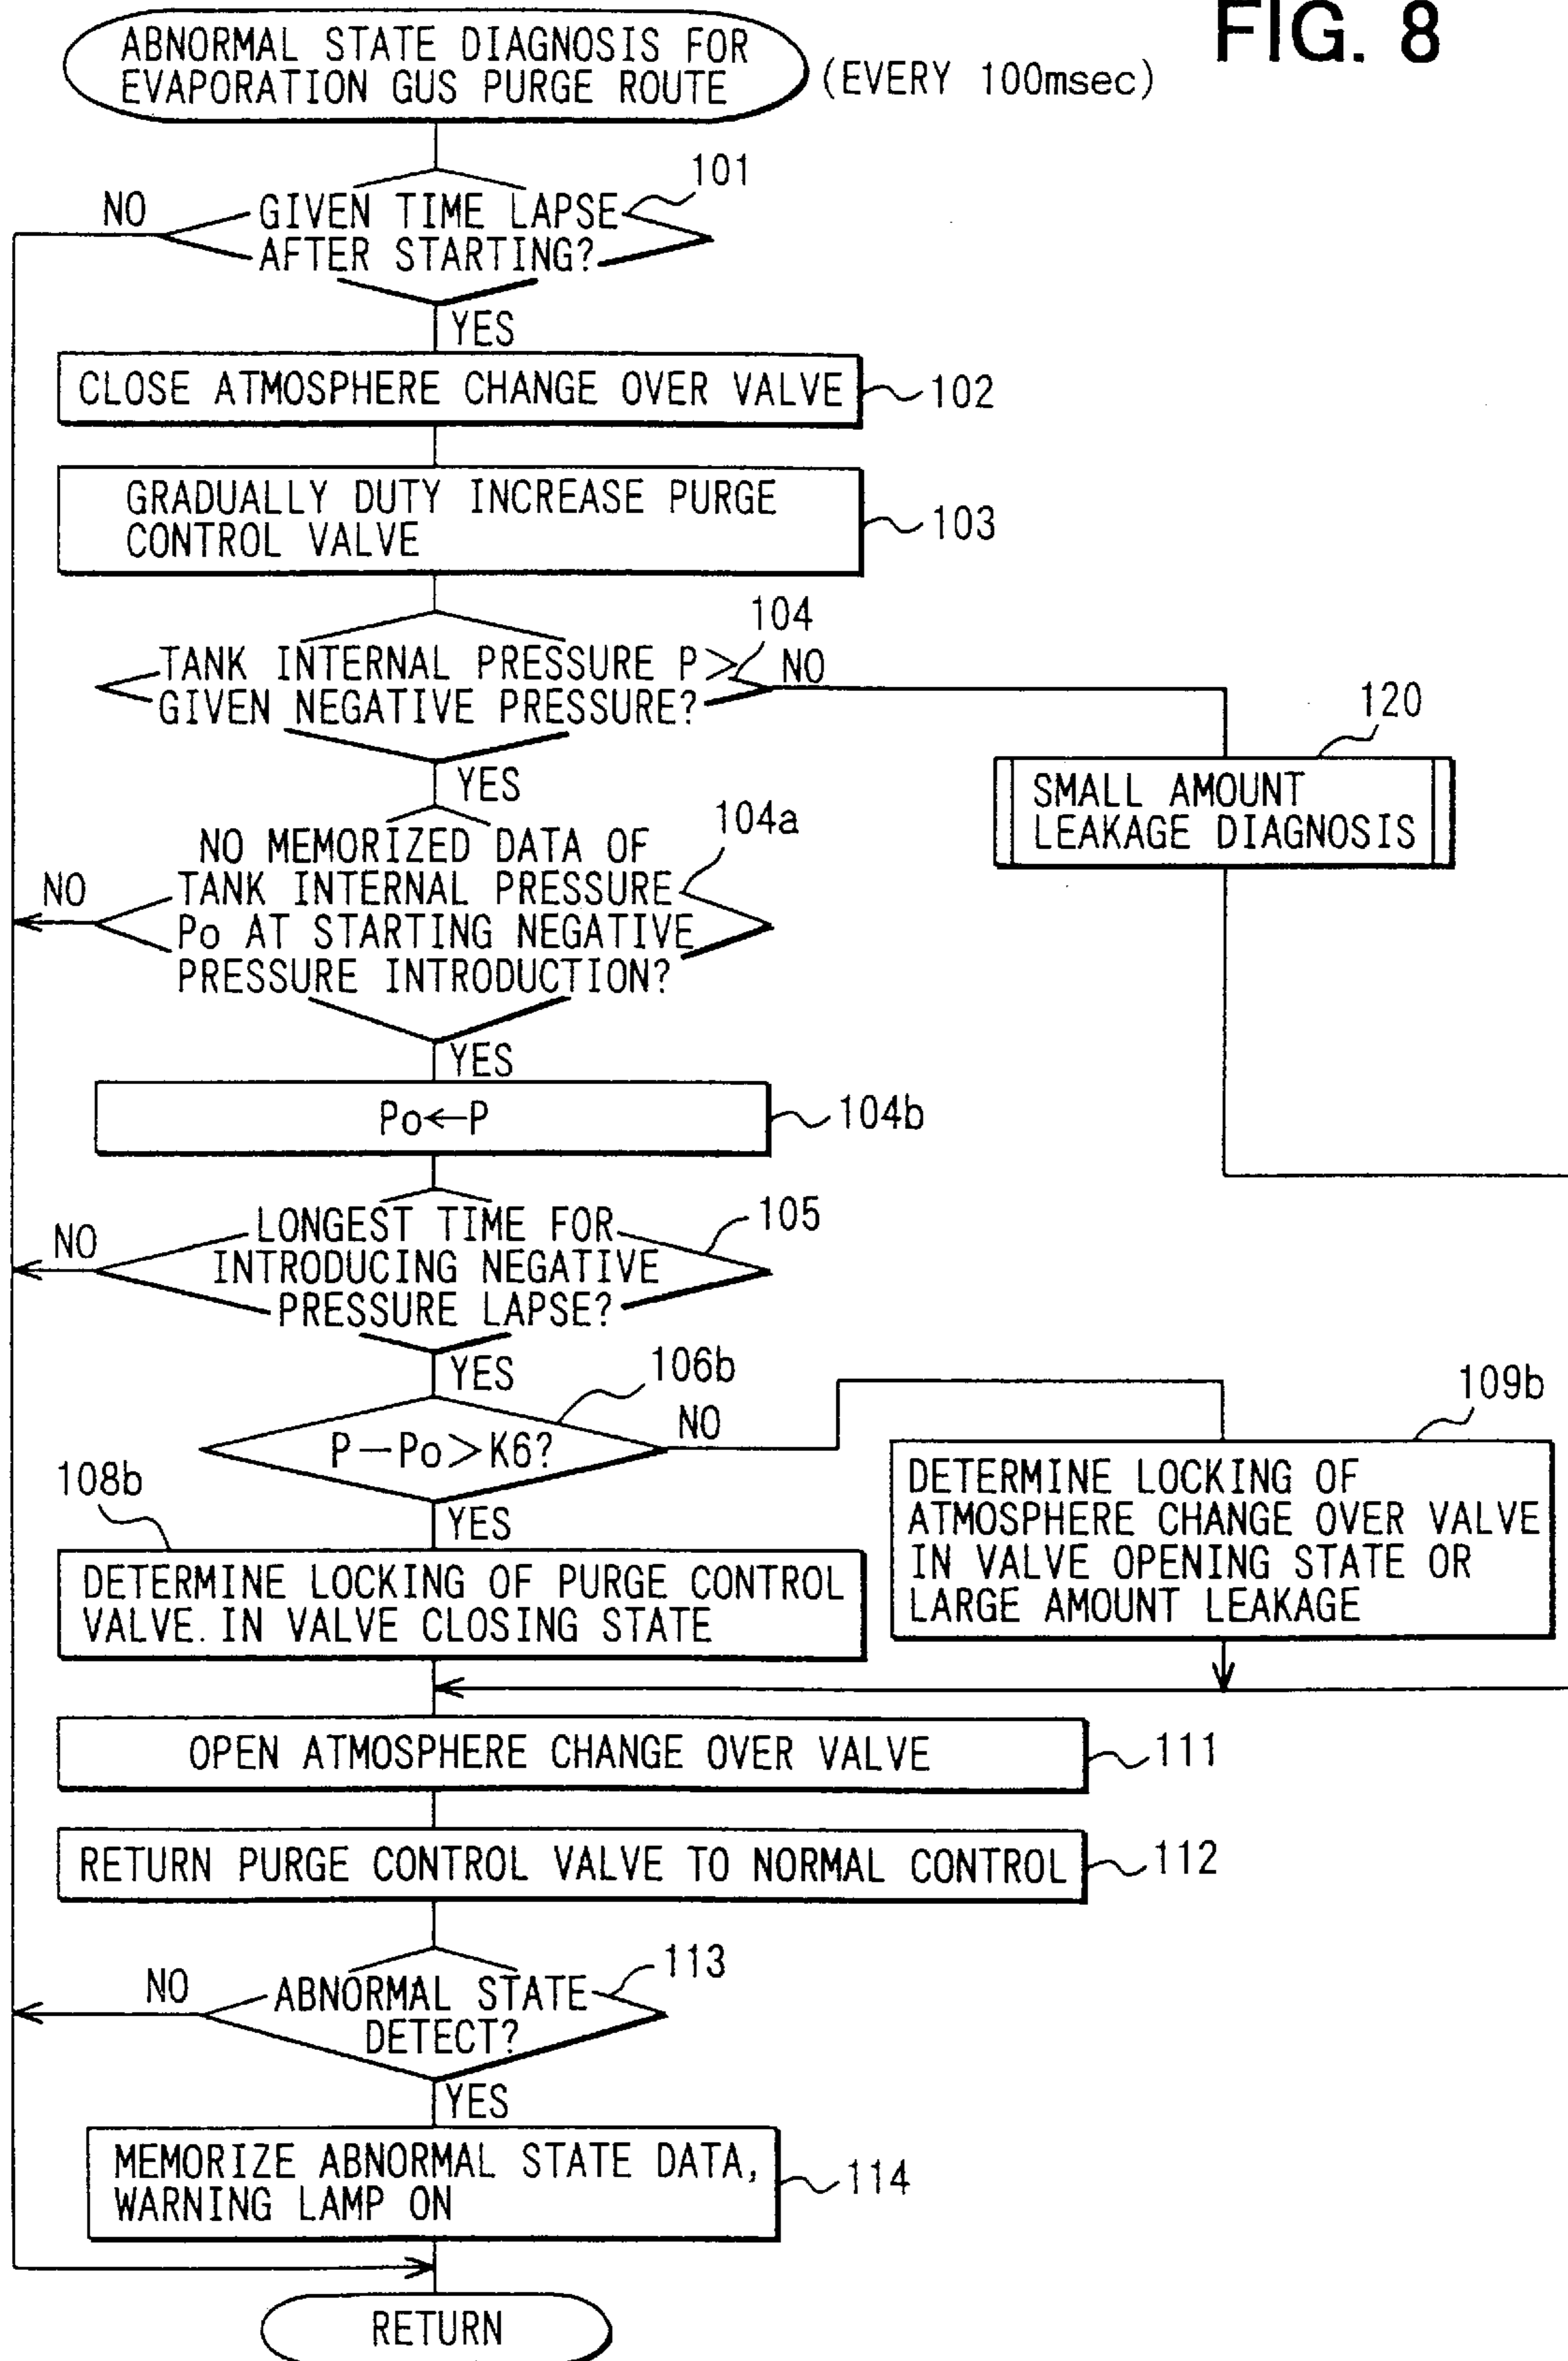 FIG. 8
ABNORMAL STATE DIAGNOSIS FOR
EVAPORATION GUS PURGE ROUTE
(EVERY 100msec)
101
NO
GIVEN TIME LAPSE
AFTER STARTING?
YES
CLOSE ATMOSPHERE CHANGE OVER VALVE
102
GRADUALLY DUTY INCREASE PURGE
CONTROL VALVE
103
104
TANK INTERNAL PRESSURE P>
GIVEN NEGATIVE PRESSURE?
NO
YES
120
SMALL AMOUNT
LEAKAGE DIAGNOSIS
104a
NO MEMORIZED DATA OF
TANK INTERNAL PRESSURE
Po AT STARTING NEGATIVE
PRESSURE INTRODUCTION?
NO
YES
Po←P
104b
LONGEST TIME FOR
INTRODUCING NEGATIVE
PRESSURE LAPSE?
105
NO
YES
106b
P-Po>K6?
NO
YES
109b
DETERMINE LOCKING OF
ATMOSPHERE CHANGE OVER VALVE
IN VALVE OPENING STATE OR
LARGE AMOUNT LEAKAGE
108b
DETERMINE LOCKING OF PURGE CONTROL
VALVE. IN VALVE CLOSING STATE
OPEN ATMOSPHERE CHANGE OVER VALVE
111
RETURN PURGE CONTROL VALVE TO NORMAL CONTROL
112
113
NO
ABNORMAL STATE
DETECT?
YES
MEMORIZE ABNORMAL STATE DATA,
WARNING LAMP ON
114
RETURN